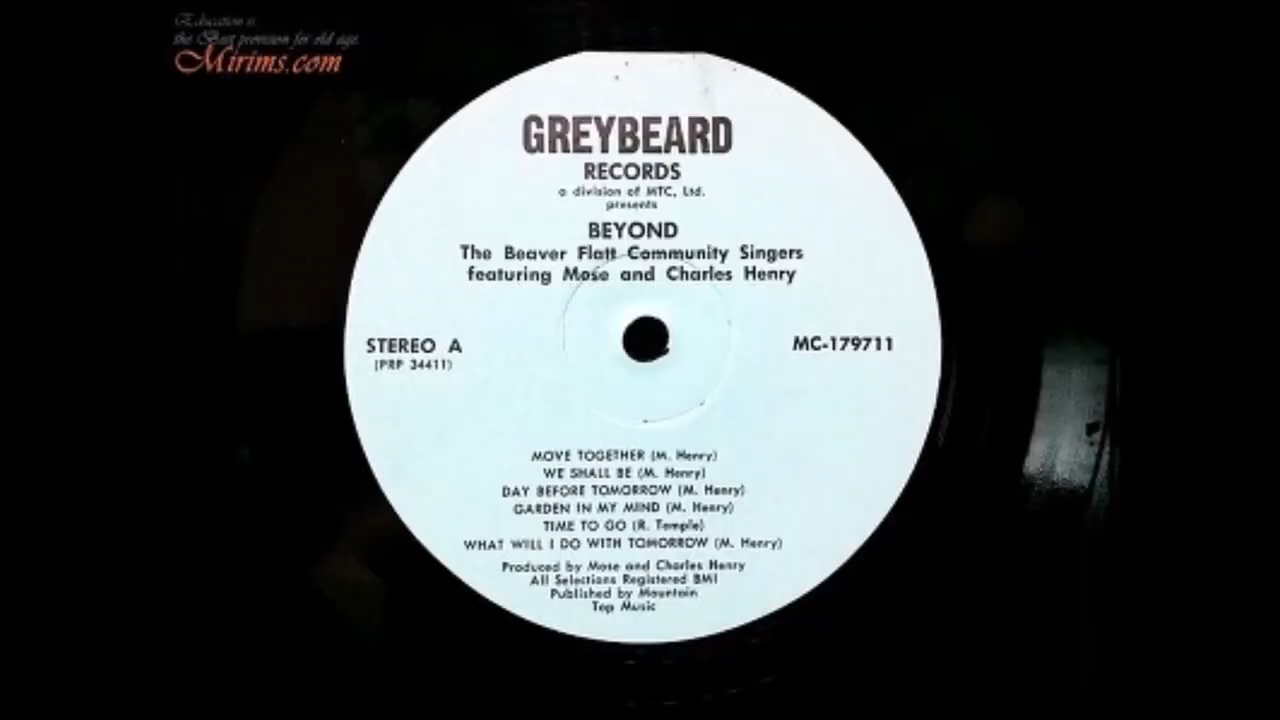 Education is
the Best provision for old age.
Mirims.com
GREYBEARD
RECORDS
a division of MTC, Ltd.
presents
BEYOND
The Beaver Flatt Community Singers
featuring Mose and Charles Henry
STEREO A
(PRP 34411)
MC-179711
MOVE TOGETHER (M. Henry)
WE SHALL BE (M. Henry)
DAY BEFORE TOMORROW (M. Henry)
GARDEN IN MY MIND (M. Henry)
TIME TO GO (R. Temple)
WHAT WILL I DO WITH TOMORROW (M. Henry)
Produced by Mose and Charles Henry
All Selections Registered BMI
Published by Mountain
Top Music